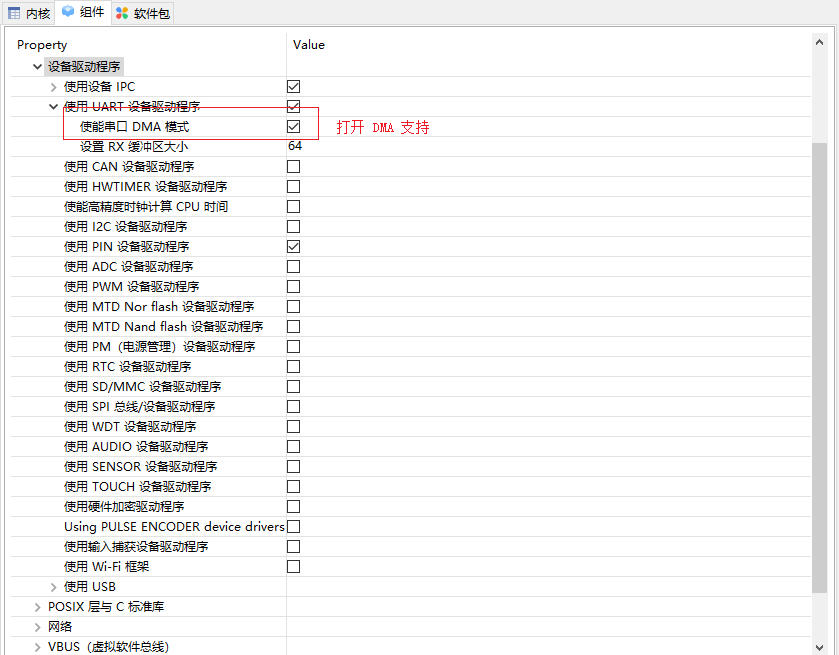 内核 组件 软件包
Property Value
设备驱动程序
使用设备 IPC
使用 UART 设备驱动程序
使能串口 DMA 模式 打开 DMA 支持
设置 RX 缓冲区大小 64
使用 CAN 设备驱动程序
使用 HWTIMER 设备驱动程序
使能高精度时钟计算 CPU 时间
使用 I2C 设备驱动程序
使用 PIN 设备驱动程序
使用 ADC 设备驱动程序
使用 PWM 设备驱动程序
使用 MTD Nor flash 设备驱动程序
使用 MTD Nand flash 设备驱动程序
使用 PM（电源管理）设备驱动程序
使用 RTC 设备驱动程序
使用 SD/MMC 设备驱动程序
使用 SPI 总线/设备驱动程序
使用 WDT 设备驱动程序
使用 AUDIO 设备驱动程序
使用 SENSOR 设备驱动程序
使用 TOUCH 设备驱动程序
使用硬件加密驱动程序
Using PULSE ENCODER device drivers
使用输入捕获设备驱动程序
使用 Wi-Fi 框架
使用 USB
POSIX 层与 C 标准库
网络
VBUS（虚拟软件总线）